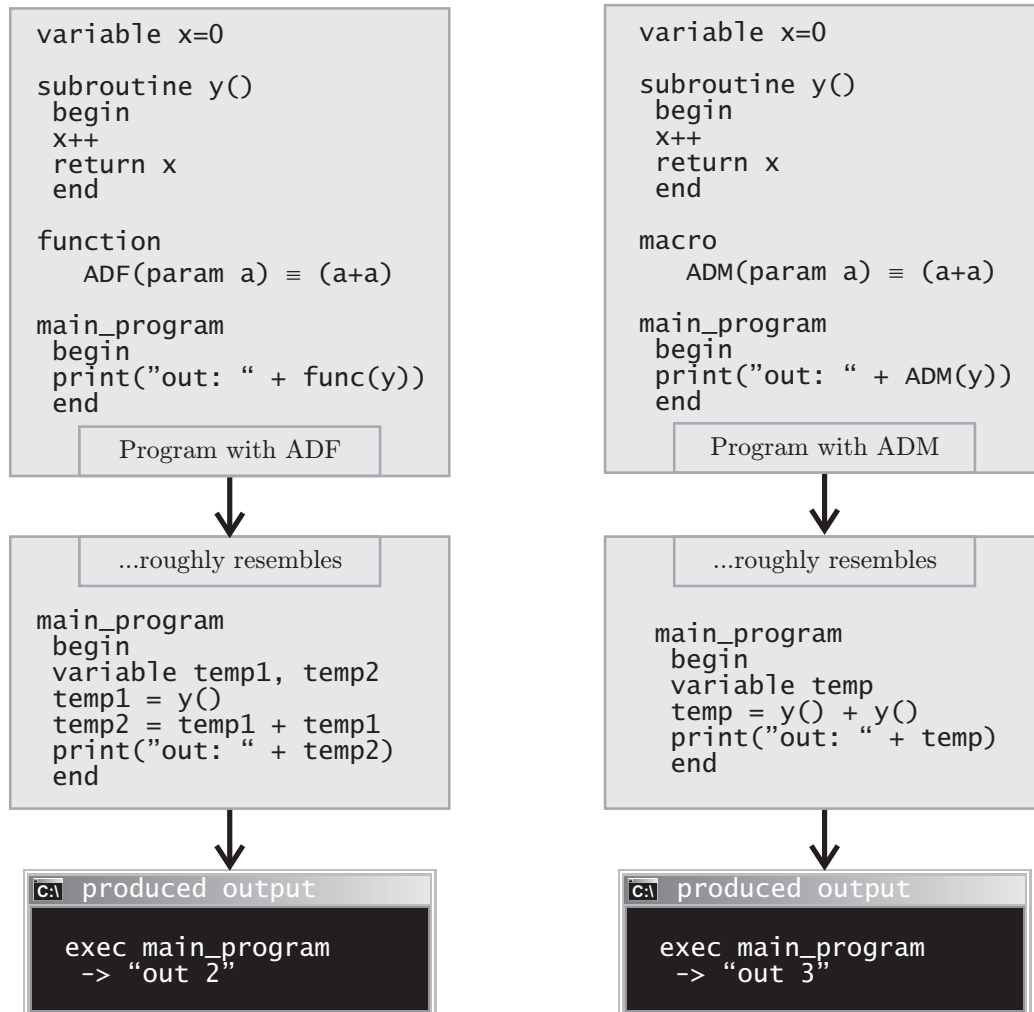 variable x=0
subroutine y()
begin
x++
return x
end
function
ADF(param a) ≡ (a+a)
main_program
begin
print(”out: “ + func(y))
end
Program with ADF
...roughly resembles
main_program
begin
variable temp1, temp2
temp1 = y()
temp2 = temp1 + temp1
print(”out: “ + temp2)
end
C:\ produced output
exec main_program
-> “out 2”
variable x=0
subroutine y()
begin
x++
return x
end
macro
ADM(param a) ≡ (a+a)
main_program
begin
print(”out: “ + ADM(y))
end
Program with ADM
...roughly resembles
main_program
begin
variable temp
temp = y() + y()
print(”out: “ + temp)
end
C:\ produced output
exec main_program
-> “out 3”